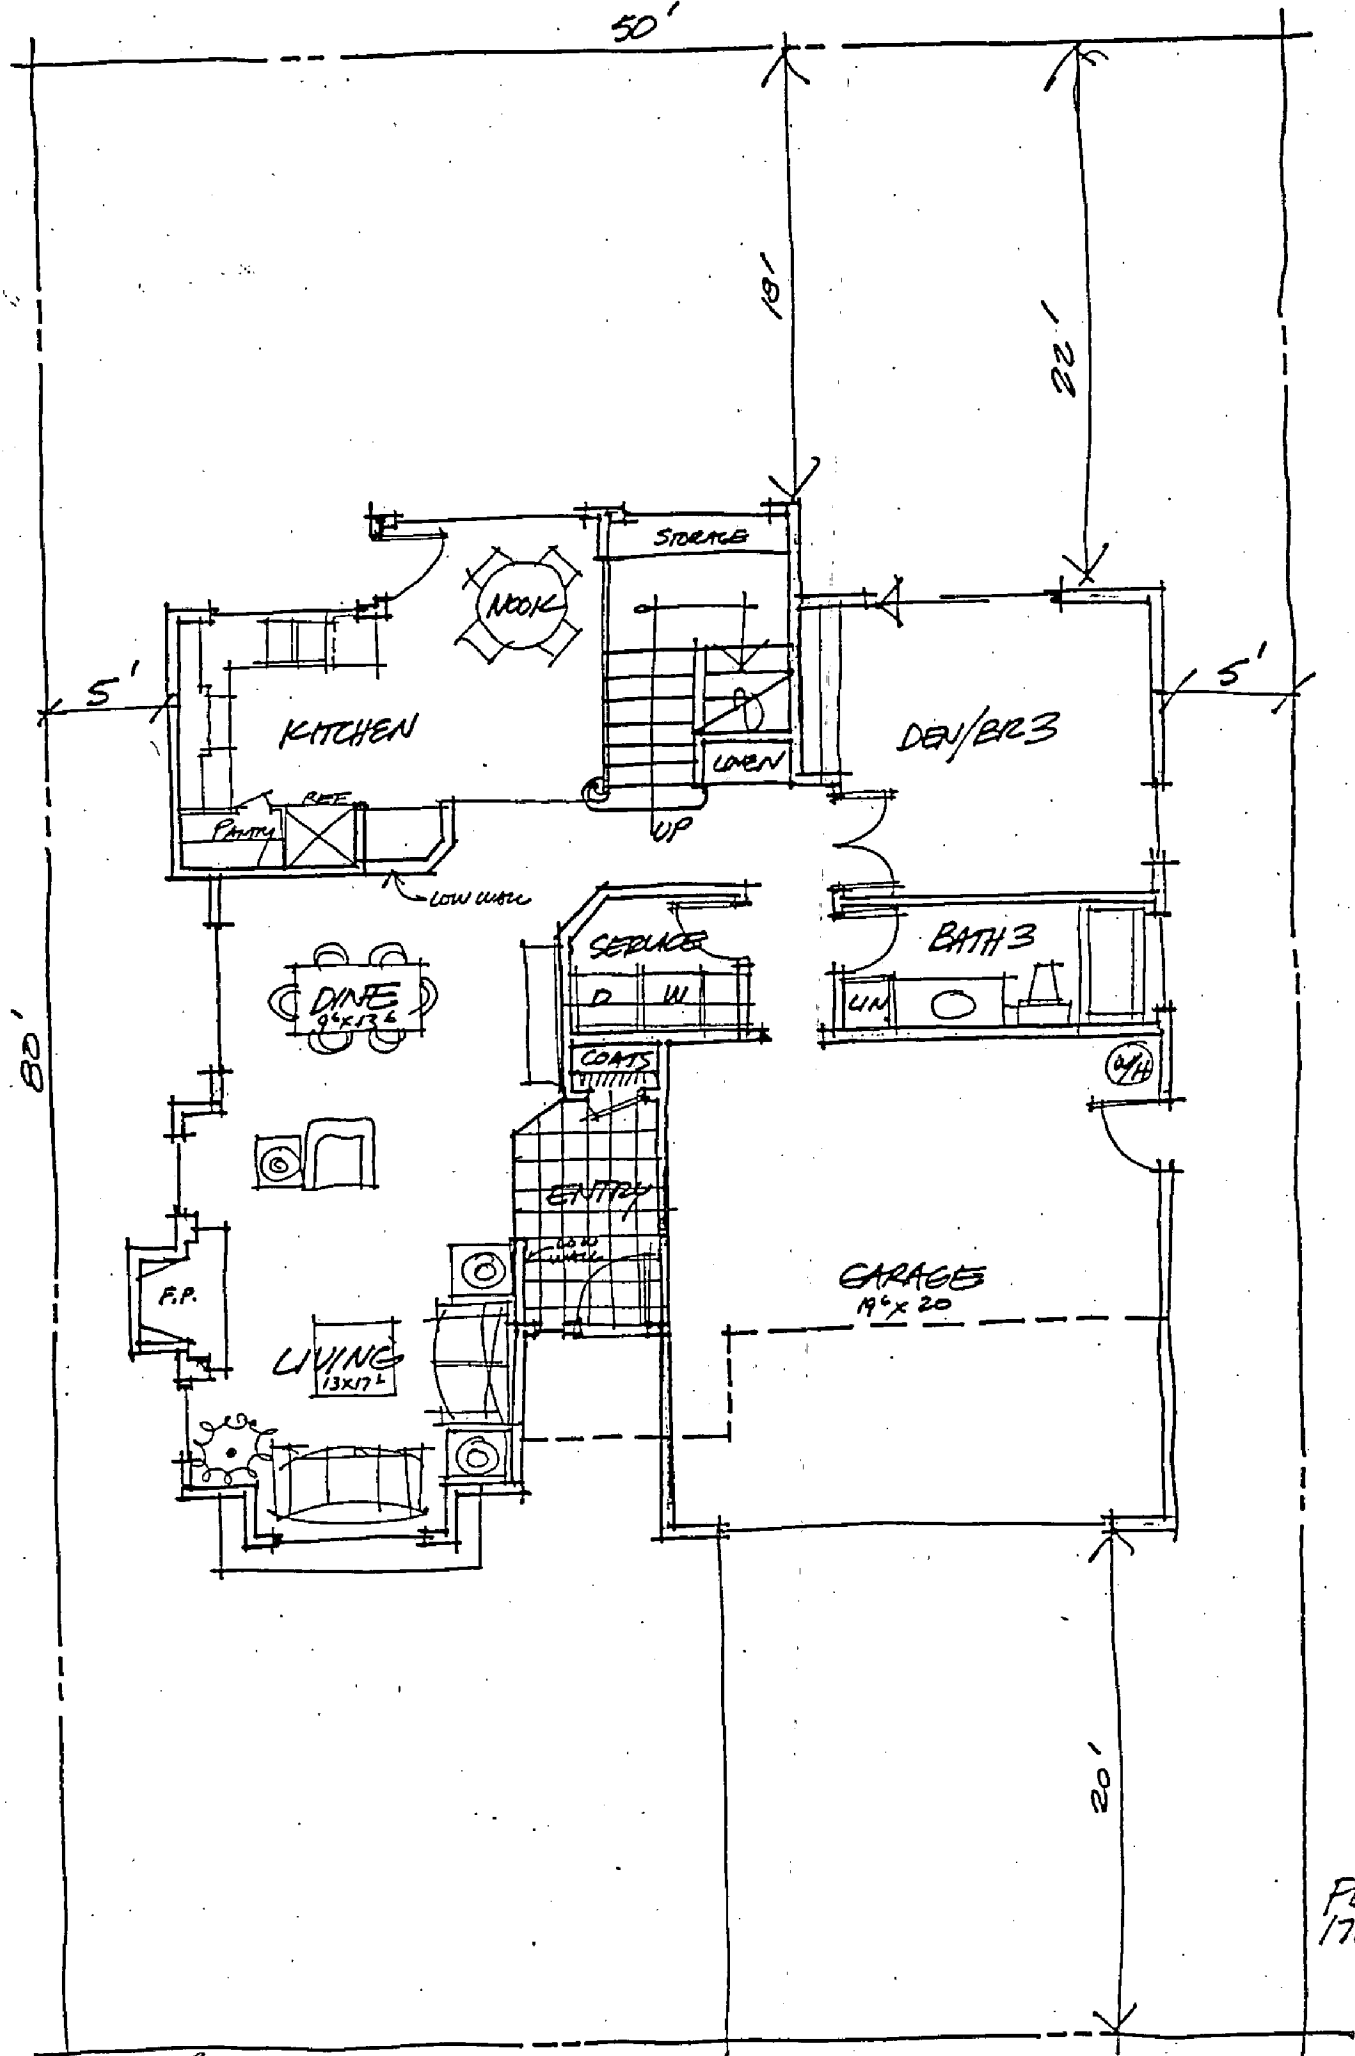 50'
18'
22'
STORAGE
NOOK
5'
5'
KITCHEN
DEN/BR3
LINEN
REF
PANTRY
UP
LOW WALL
SERVICE
BATH 3
DINE
9⁶x13⁶
D W
LIN
80'
COATS
W/H
ENTRY
LOW
WALL
GARAGE
19⁶x20
F.P.
LIVING
13x17⁶
20'